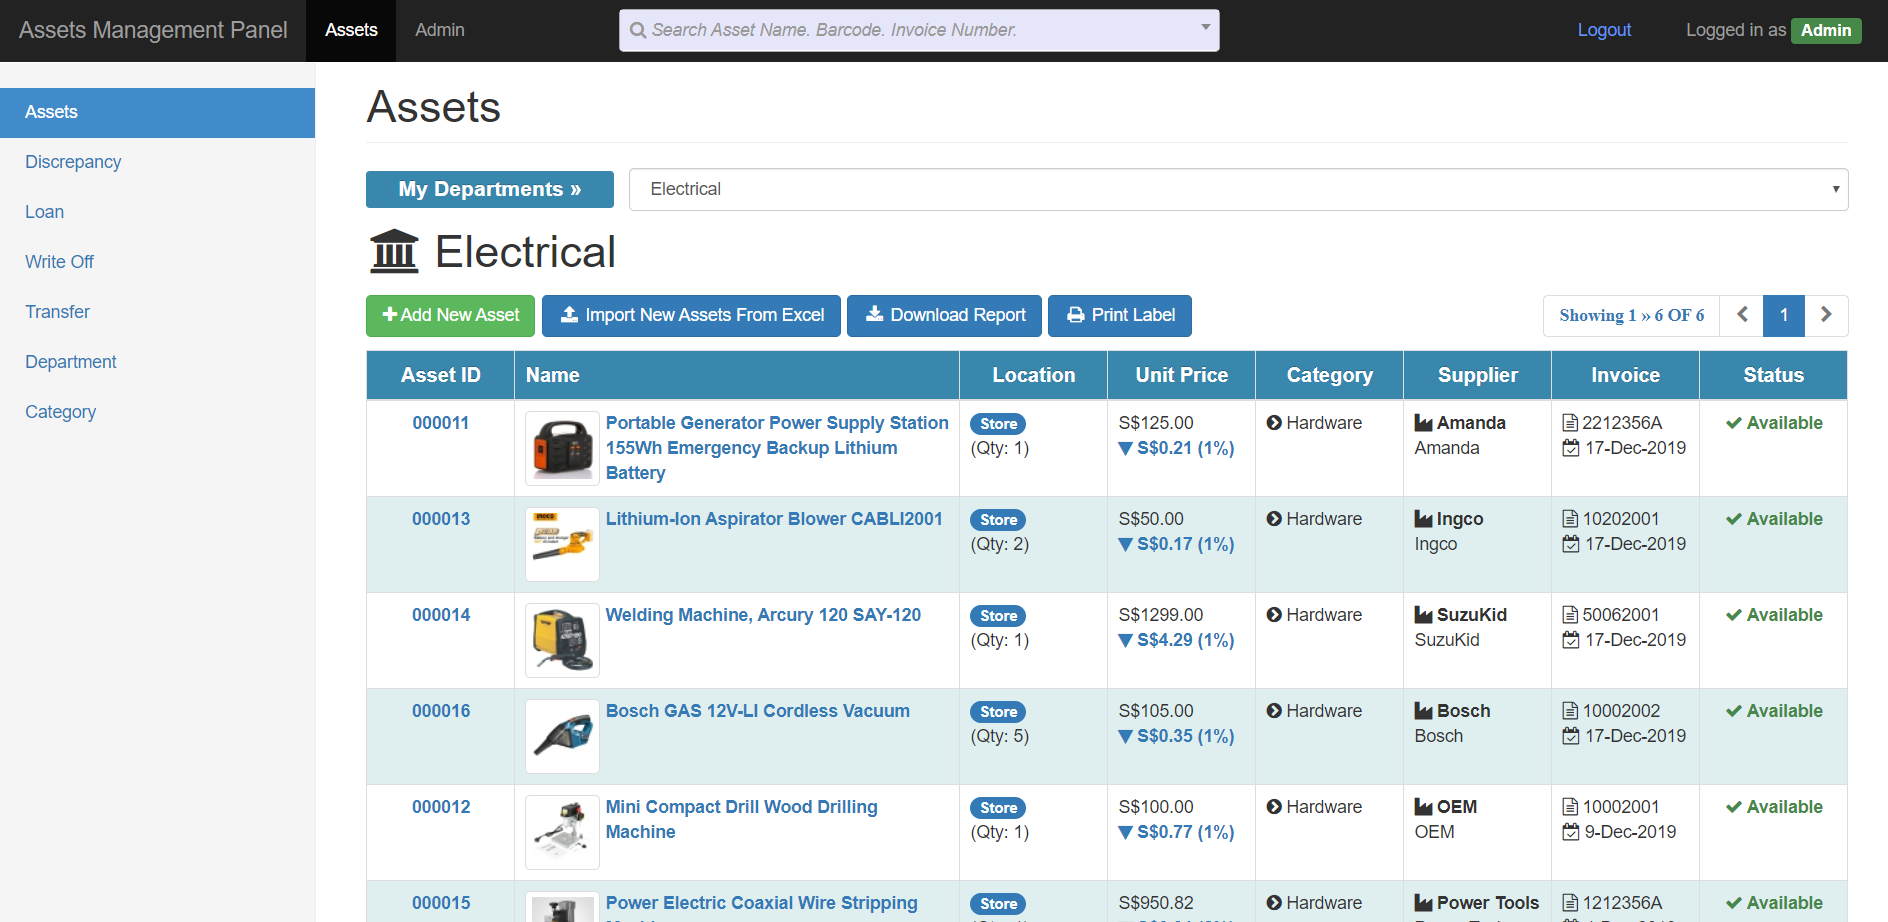 Assets Management Panel
Assets
Admin
Search Asset Name. Barcode. Invoice Number.
Logout
Logged in as Admin
Assets
Discrepancy
Loan
Write Off
Transfer
Department
Category
Assets
My Departments »
Electrical
Electrical
Add New Asset
Import New Assets From Excel
Download Report
Print Label
Showing 1 » 6 OF 6
1
Asset ID Name Location Unit Price Category Supplier Invoice Status
000011 Portable Generator Power Supply Station Store S$125.00 Hardware Amanda 2212356A Available
155Wh Emergency Backup Lithium (Qty: 1) S$0.21 (1%) Amanda 17-Dec-2019
Battery
000013 Lithium-Ion Aspirator Blower CABLI2001 Store S$50.00 Hardware Ingco 10202001 Available
(Qty: 2) S$0.17 (1%) Ingco 17-Dec-2019
000014 Welding Machine, Arcury 120 SAY-120 Store S$1299.00 Hardware SuzuKid 50062001 Available
(Qty: 1) S$4.29 (1%) SuzuKid 17-Dec-2019
000016 Bosch GAS 12V-LI Cordless Vacuum Store S$105.00 Hardware Bosch 10002002 Available
(Qty: 5) S$0.35 (1%) Bosch 17-Dec-2019
000012 Mini Compact Drill Wood Drilling Store S$100.00 Hardware OEM 10002001 Available
Machine (Qty: 1) S$0.77 (1%) OEM 9-Dec-2019
000015 Power Electric Coaxial Wire Stripping Store S$950.82 Hardware Power Tools 1212356A Available